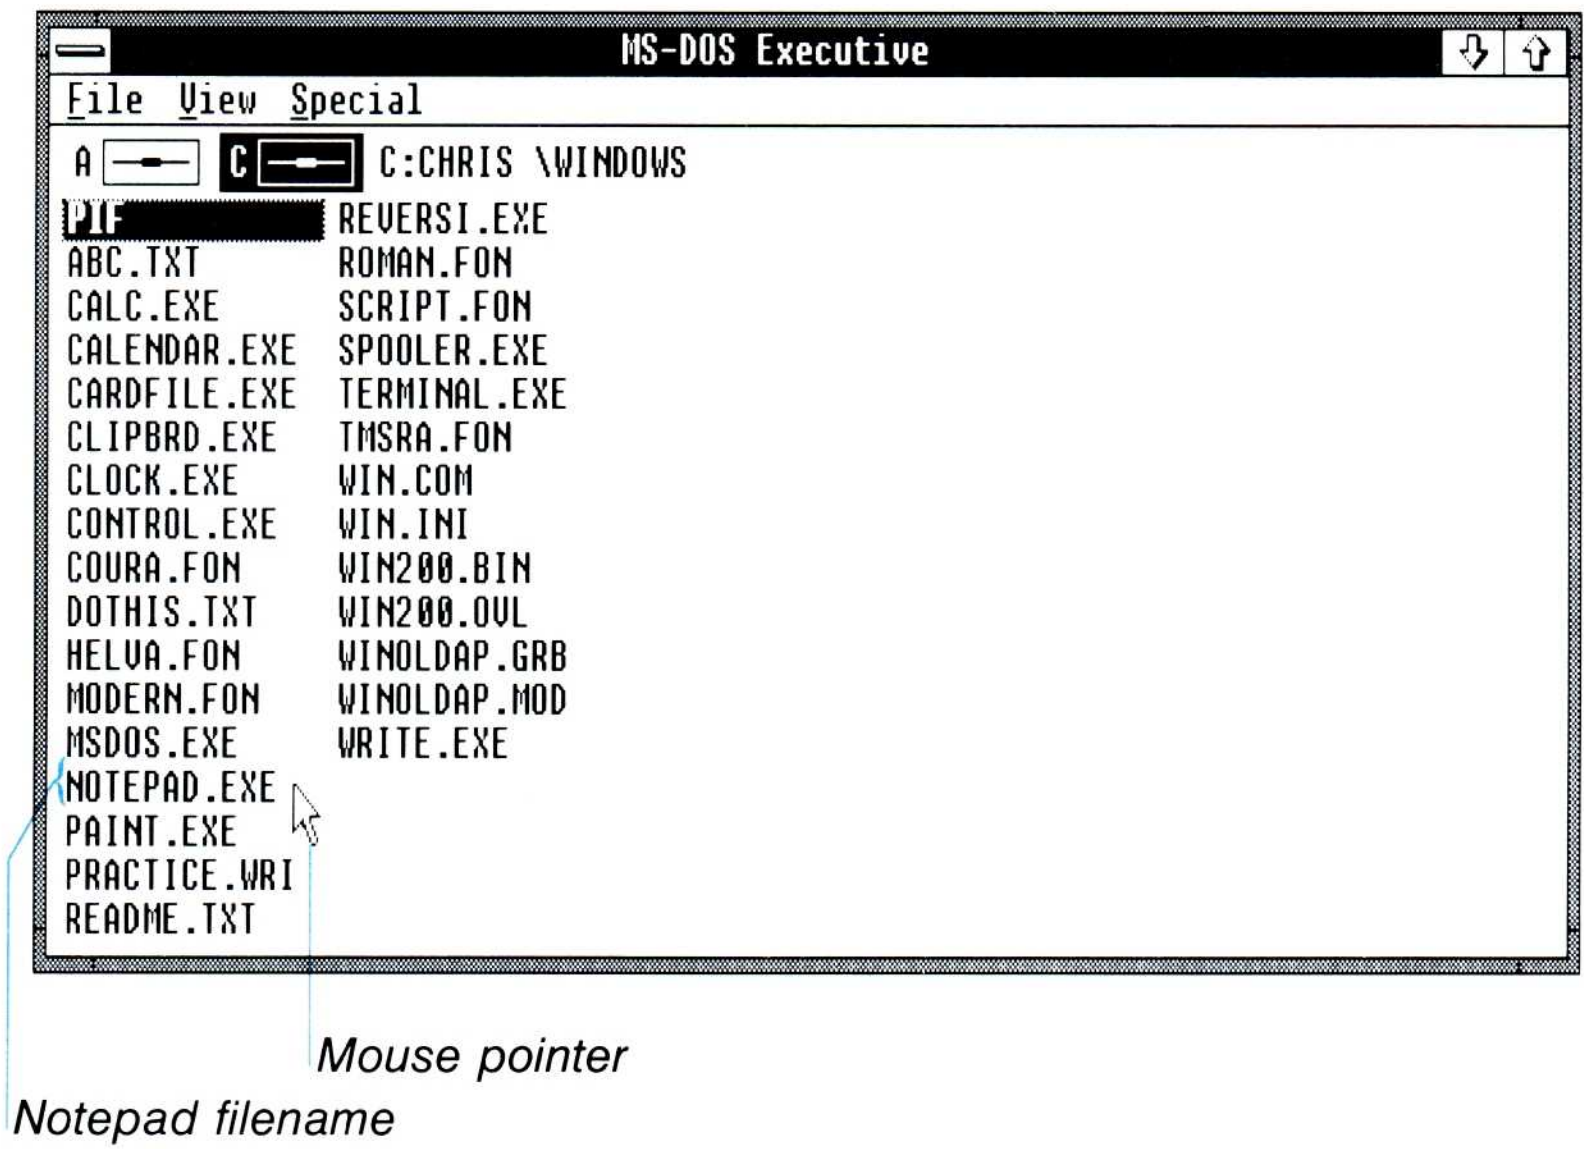 MS-DOS Executive
File View Special
A C C:CHRIS \WINDOWS
PIF
ABC.TXT
CALC.EXE
CALENDAR.EXE
CARDFILE.EXE
CLIPBRD.EXE
CLOCK.EXE
CONTROL.EXE
COURA.FON
DOTHIS.TXT
HELVA.FON
MODERN.FON
MSDOS.EXE
NOTEPAD.EXE
PAINT.EXE
PRACTICE.WRI
README.TXT
REVERSI.EXE
ROMAN.FON
SCRIPT.FON
SPOOLER.EXE
TERMINAL.EXE
TMSRA.FON
WIN.COM
WIN.INI
WIN200.BIN
WIN200.OVL
WINOLDAP.GRB
WINOLDAP.MOD
WRITE.EXE
Mouse pointer
Notepad filename